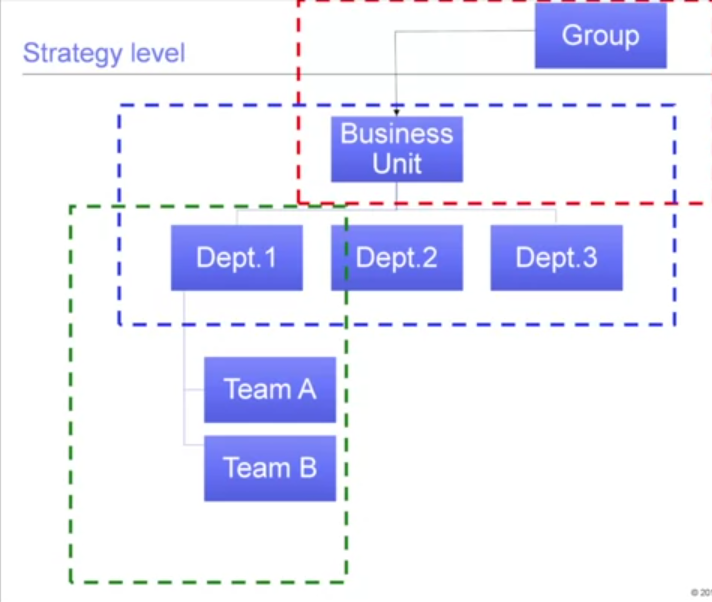 Group
Strategy level
Business
Unit
Dept.1
Dept.2
Dept.3
Team A
Team B